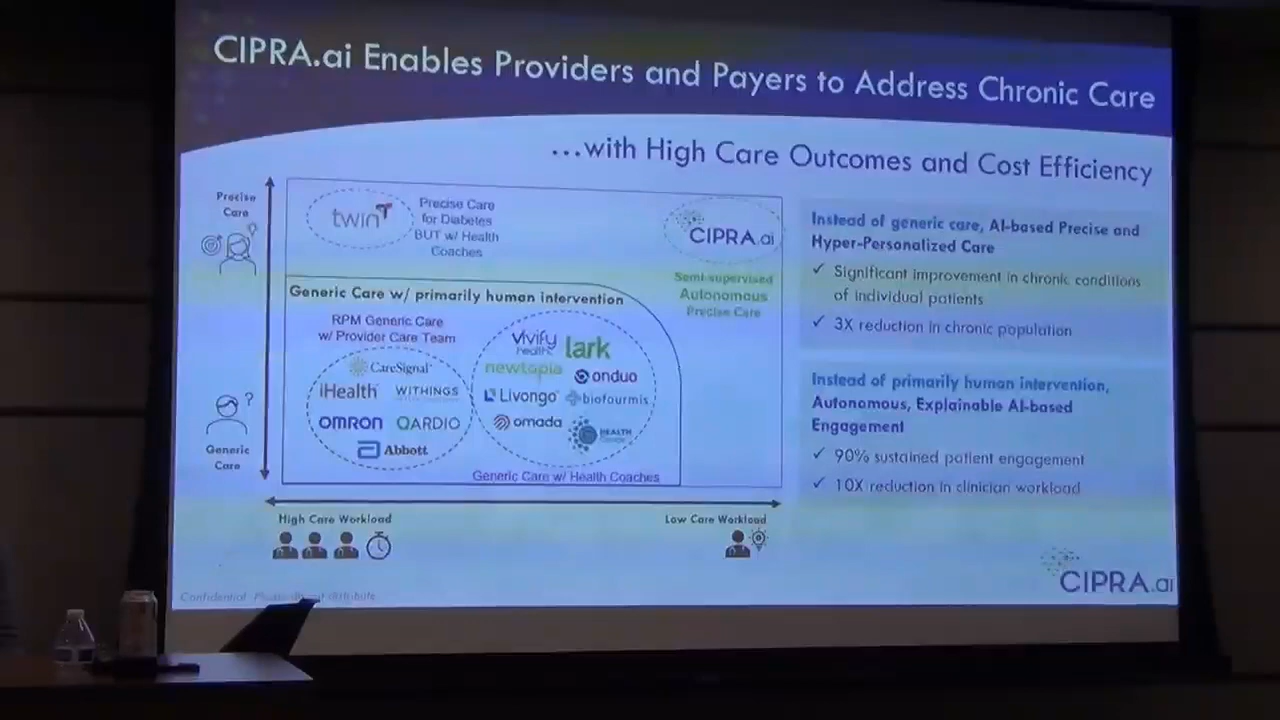 CIPRA.ai Enables Providers and Payers to Address Chronic Care
...with High Care Outcomes and Cost Efficiency
Precise
Care
twin
Precise Care
for Diabetes
BUT w/ Health
Coaches
CIPRA.ai
Semi-supervised
Autonomous
Precise Care
Generic Care w/ primarily human intervention
RPM Generic Care
w/ Provider Care Team
CareSignal
iHealth
WITHINGS
OMRON
QARDIO
Abbott
Vivify
health
lark
newtopia
onduo
Livongo
biofourmis
omada
HEALTH
Generic Care w/ Health Coaches
?
Generic
Care
High Care Workload
Low Care Workload
Instead of generic care, AI-based Precise and
Hyper-Personalized Care
✓ Significant improvement in chronic conditions
of individual patients
✓ 3X reduction in chronic population
Instead of primarily human intervention,
Autonomous, Explainable AI-based
Engagement
✓ 90% sustained patient engagement
✓ 10X reduction in clinician workload
Confidential
CIPRA.ai